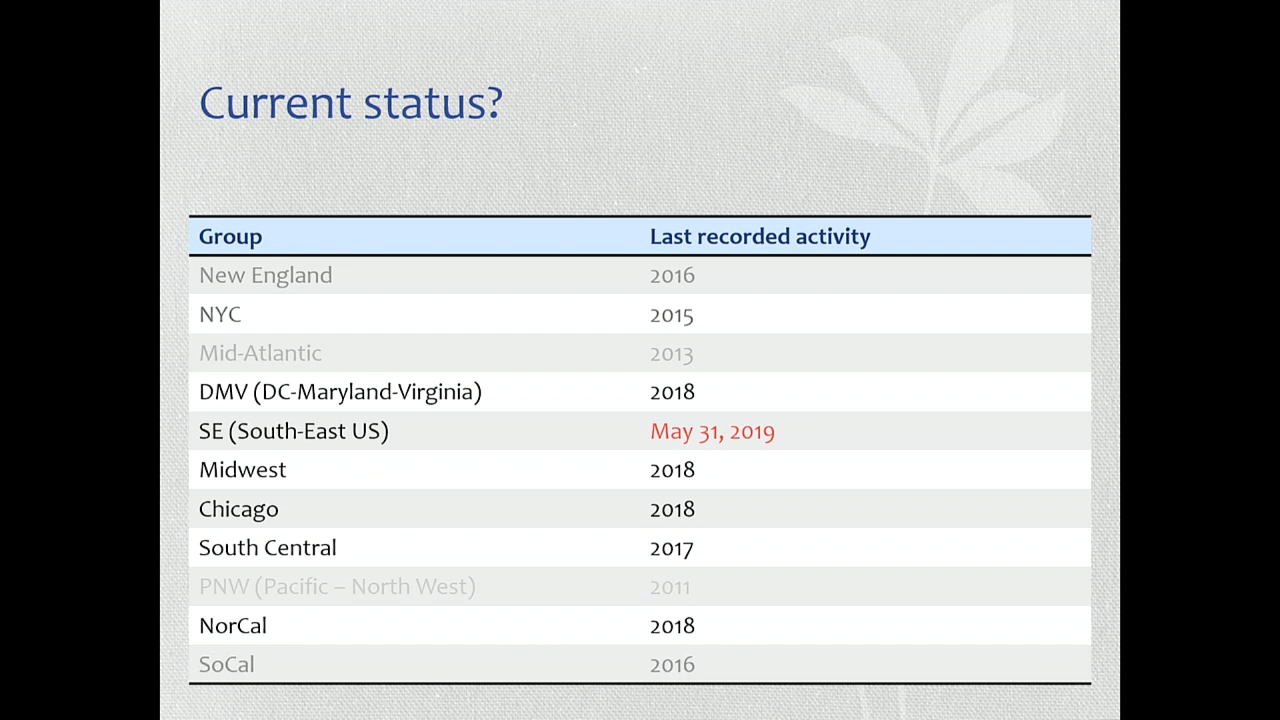 Current status?
Group Last recorded activity
New England 2016
NYC 2015
Mid-Atlantic 2013
DMV (DC-Maryland-Virginia) 2018
SE (South-East US) May 31, 2019
Midwest 2018
Chicago 2018
South Central 2017
PNW (Pacific – North West) 2011
NorCal 2018
SoCal 2016